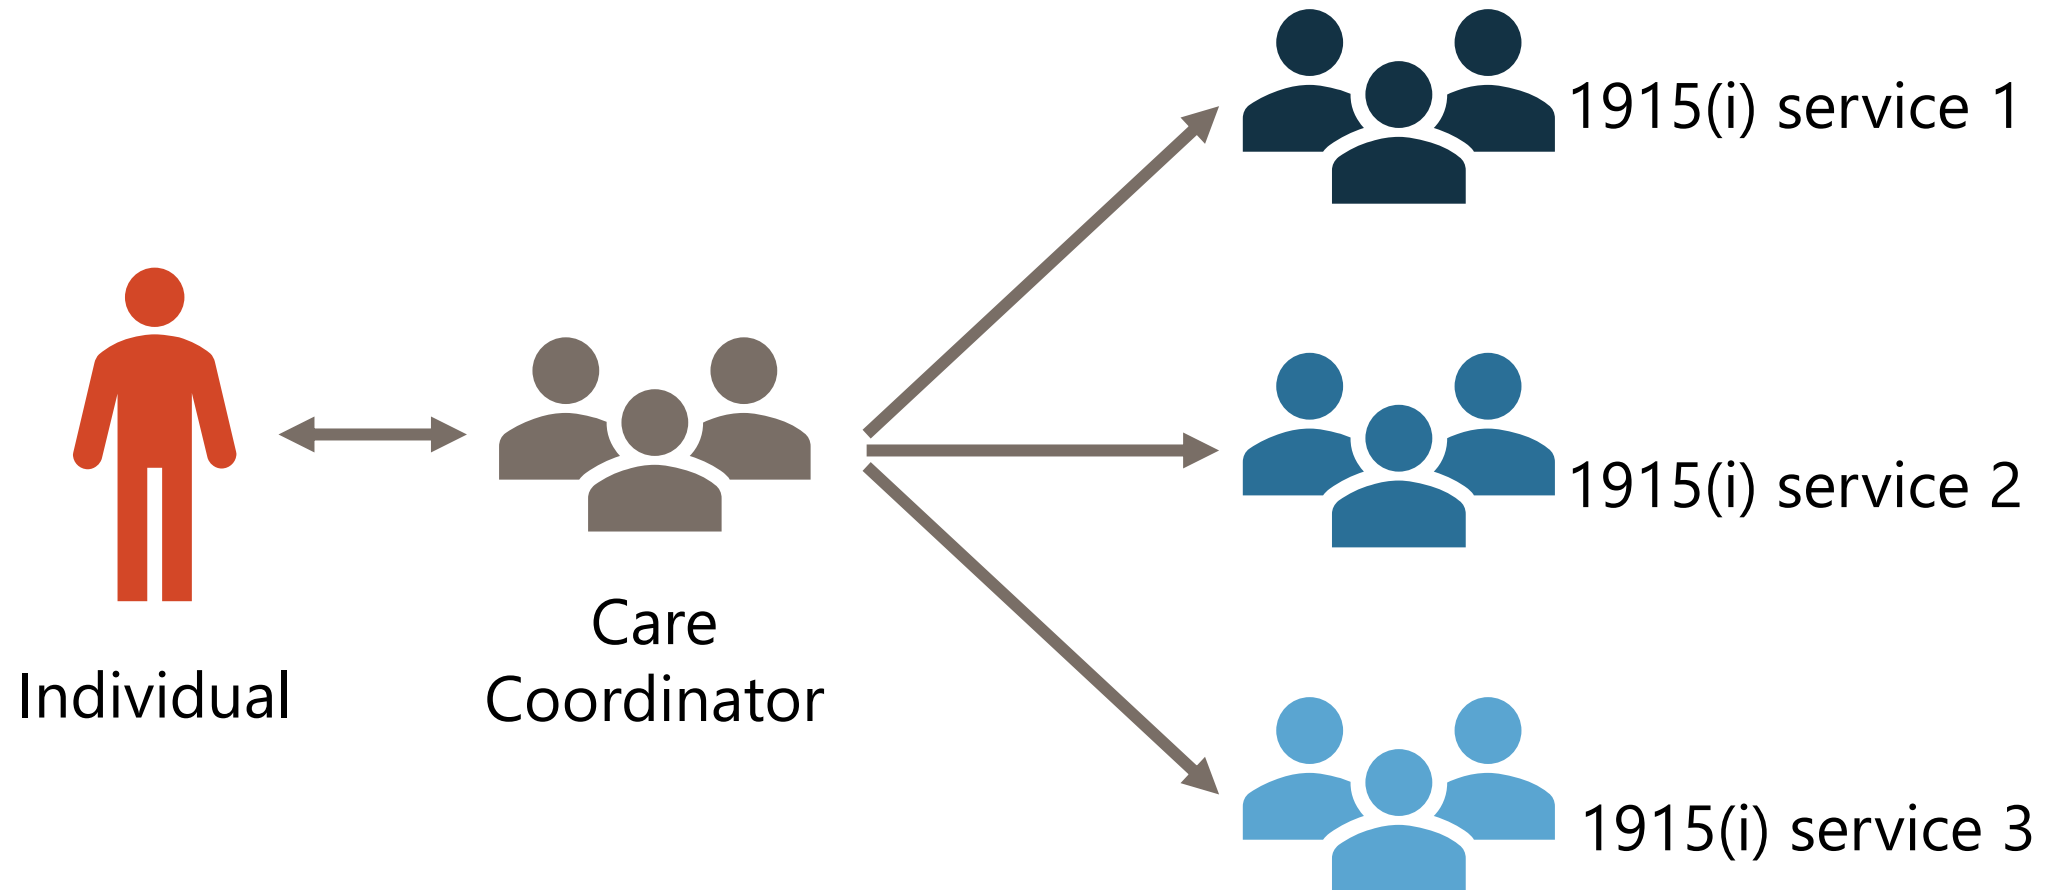 Individual
Care
Coordinator
1915(i) service 1
1915(i) service 2
1915(i) service 3